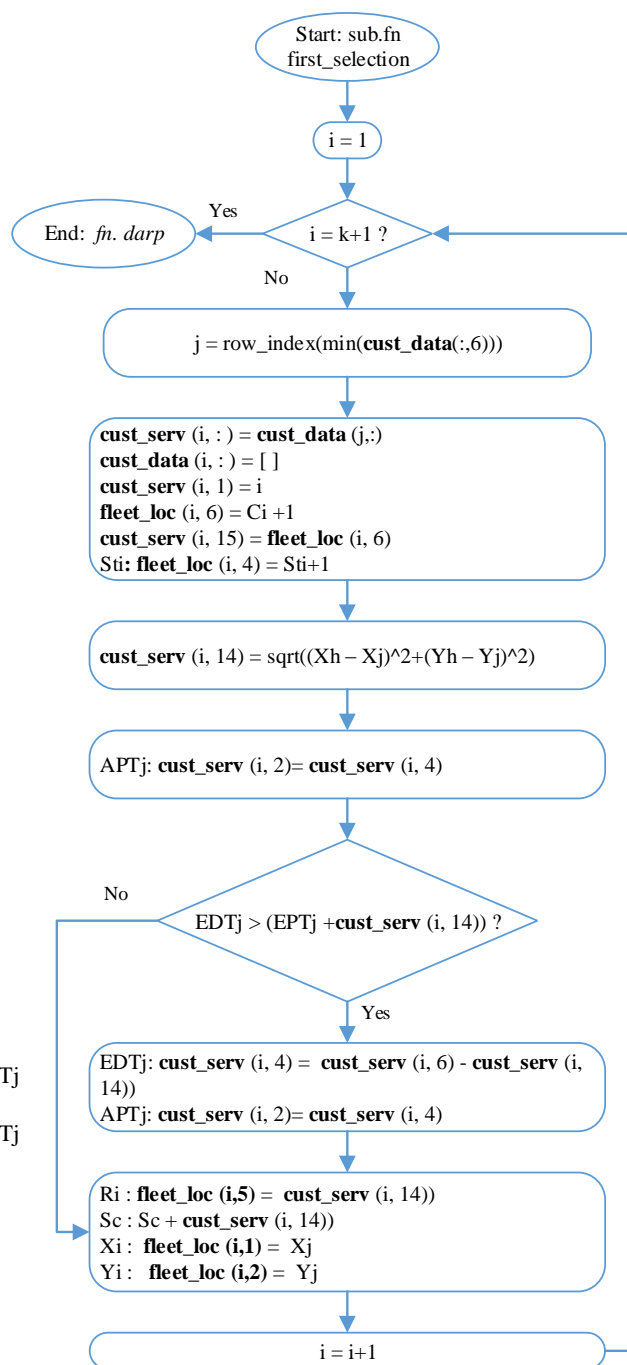 Start: sub.fn
first_selection
i = 1
Yes
End: fn. darp
i = k+1 ?
No
j = row_index(min(cust_data(:,6)))
cust_serv (i, : ) = cust_data (j,:)
cust_data (i, : ) = [ ]
cust_serv (i, 1) = i
fleet_loc (i, 6) = Ci +1
cust_serv (i, 15) = fleet_loc (i, 6)
Sti: fleet_loc (i, 4) = Sti+1
cust_serv (i, 14) = sqrt((Xh – Xj)^2+(Yh – Yj)^2)
APTj: cust_serv (i, 2)= cust_serv (i, 4)
No
EDTj > (EPTj +cust_serv (i, 14)) ?
Yes
Tj
Tj
EDTj: cust_serv (i, 4) = cust_serv (i, 6) - cust_serv (i,
14))
APTj: cust_serv (i, 2)= cust_serv (i, 4)
Ri : fleet_loc (i,5) = cust_serv (i, 14))
Sc : Sc + cust_serv (i, 14))
Xi : fleet_loc (i,1) = Xj
Yi : fleet_loc (i,2) = Yj
i = i+1